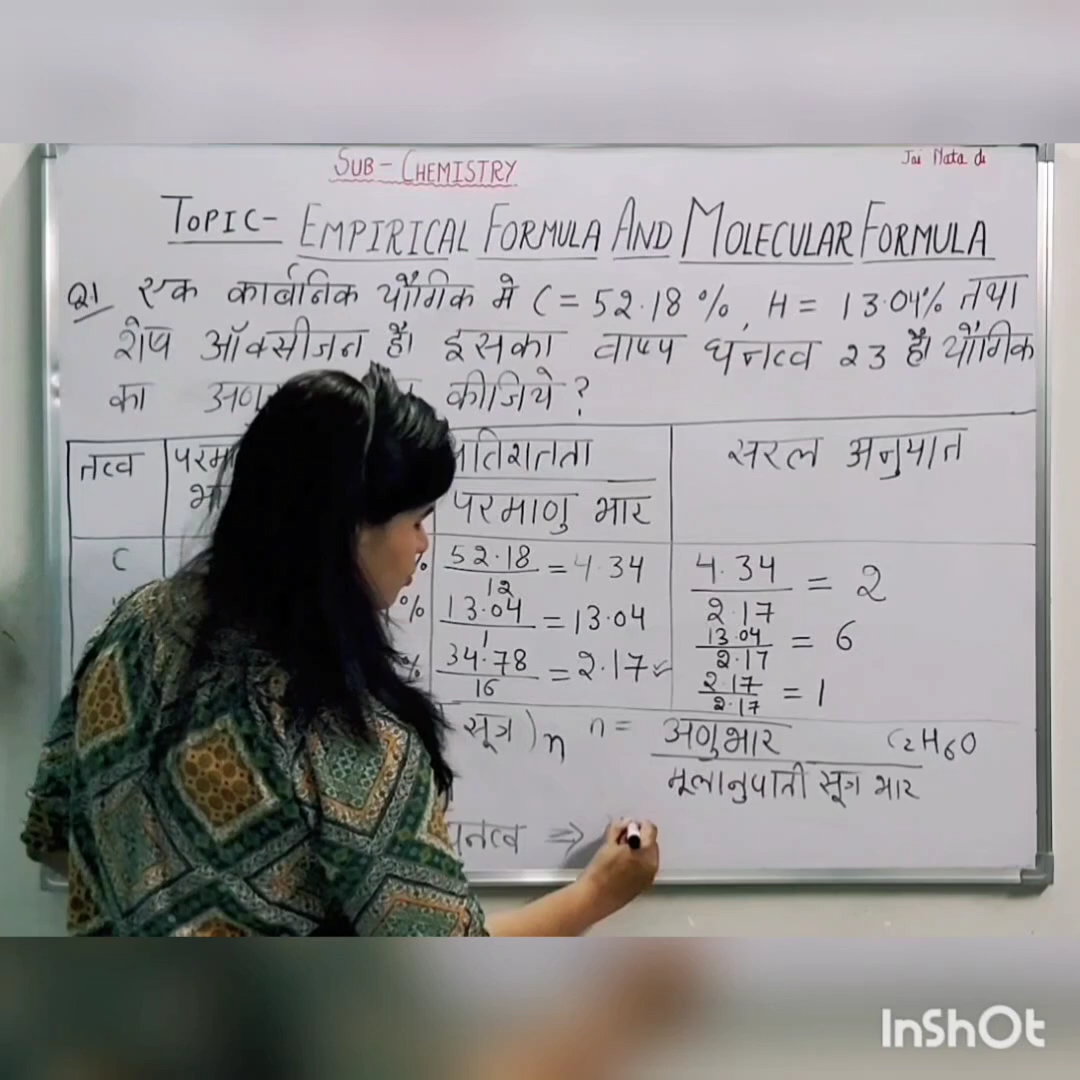 SUB - CHEMISTRY
Jai Mata di
TOPIC- EMPIRICAL FORMULA AND MOLECULAR FORMULA
Q1 एक कार्बनिक यौगिक मे C = 52.18 %, H = 13.04% तथा
शेष ऑक्सीजन है। इसका वाष्प घनत्व 23 है। यौगिक
का कीजिये ?
तत्व
सरल अनुपात
परमाणु भार
C
52.18/12 = 4.34
4.34/2.17 = 2
% 13.04/1 = 13.04
13.04/2.17 = 6
% 34.78/16 = 2.17 ✓
2.17/2.17 = 1
सूत्र)n n = अणुभार/मूलानुपाती सूत्र भार C2H6O
⇒
InShOt